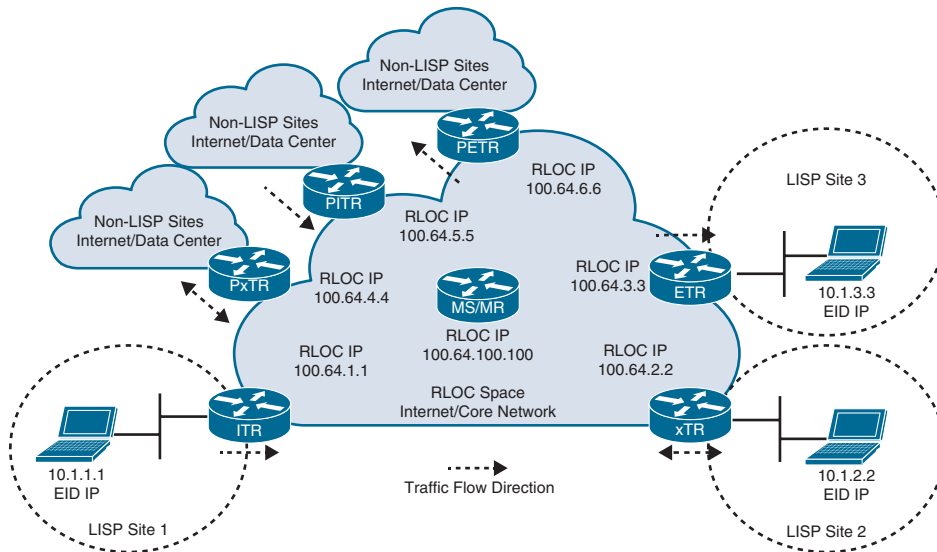 Non-LISP Sites
Internet/Data Center
Non-LISP Sites
Internet/Data Center
PETR
RLOC IP
100.64.6.6
LISP Site 3
PITR
Non-LISP Sites
Internet/Data Center
RLOC IP
100.64.5.5
PxTR
RLOC IP
100.64.4.4
MS/MR
RLOC IP
100.64.100.100
RLOC IP
100.64.3.3
ETR
10.1.3.3
EID IP
RLOC IP
100.64.1.1
RLOC IP
100.64.2.2
RLOC Space
Internet/Core Network
ITR
xTR
10.1.1.1
EID IP
LISP Site 1
Traffic Flow Direction
10.1.2.2
EID IP
LISP Site 2